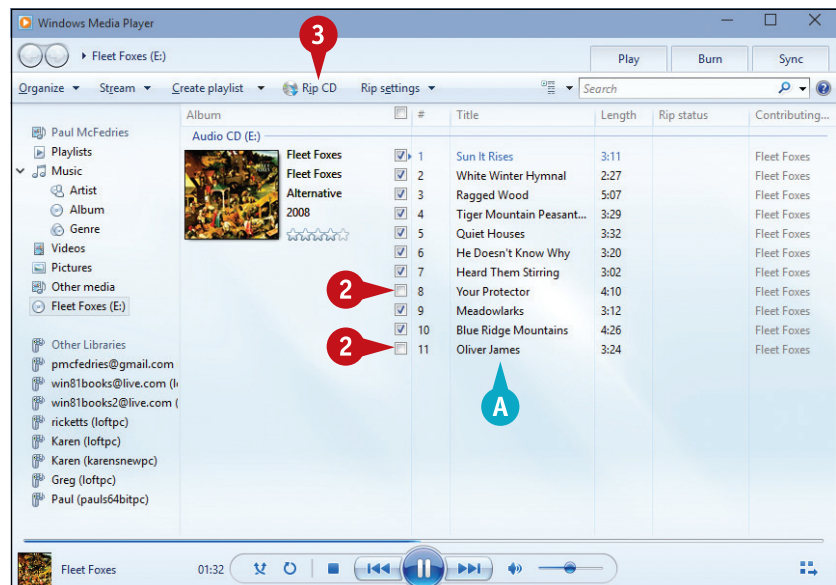 Windows Media Player
3
Fleet Foxes (E:)
Play Burn Sync
Organize Stream Create playlist Rip CD Rip settings Search
Album # Title Length Rip status Contributing...
Audio CD (E:)
Paul McFedries
Playlists
Music
Artist
Album
Genre
Videos
Pictures
Other media
Fleet Foxes (E:)
Other Libraries
pmcfedries@gmail.com
win81books@live.com (l
win81books2@live.com (
ricketts (loftpc)
Karen (loftpc)
Karen (karensnewpc)
Greg (loftpc)
Paul (pauls64bitpc)
Fleet Foxes
Fleet Foxes
Alternative
2008
1 Sun It Rises 3:11 Fleet Foxes
2 White Winter Hymnal 2:27 Fleet Foxes
3 Ragged Wood 5:07 Fleet Foxes
4 Tiger Mountain Peasant... 3:29 Fleet Foxes
5 Quiet Houses 3:32 Fleet Foxes
6 He Doesn't Know Why 3:20 Fleet Foxes
7 Heard Them Stirring 3:02 Fleet Foxes
2 8 Your Protector 4:10 Fleet Foxes
9 Meadowlarks 3:12 Fleet Foxes
10 Blue Ridge Mountains 4:26 Fleet Foxes
2 11 Oliver James 3:24 Fleet Foxes
A
Fleet Foxes 01:32